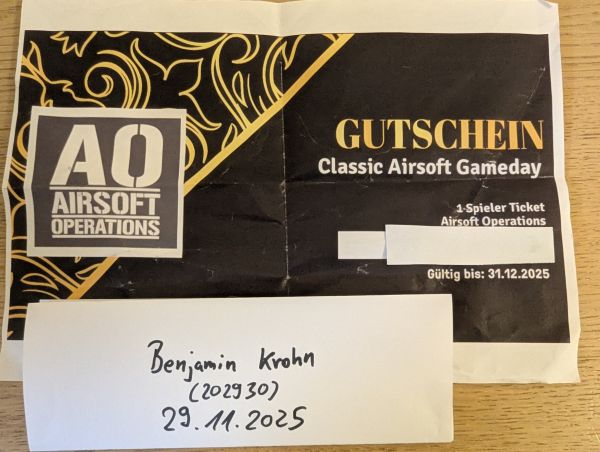 AO
AIRSOFT
OPERATIONS
GUTSCHEIN
Classic Airsoft Gameday
1 Spieler Ticket
Airsoft Operations
Gültig bis: 31.12.2025
Benjamin Krohn
(202930)
29.11.2025